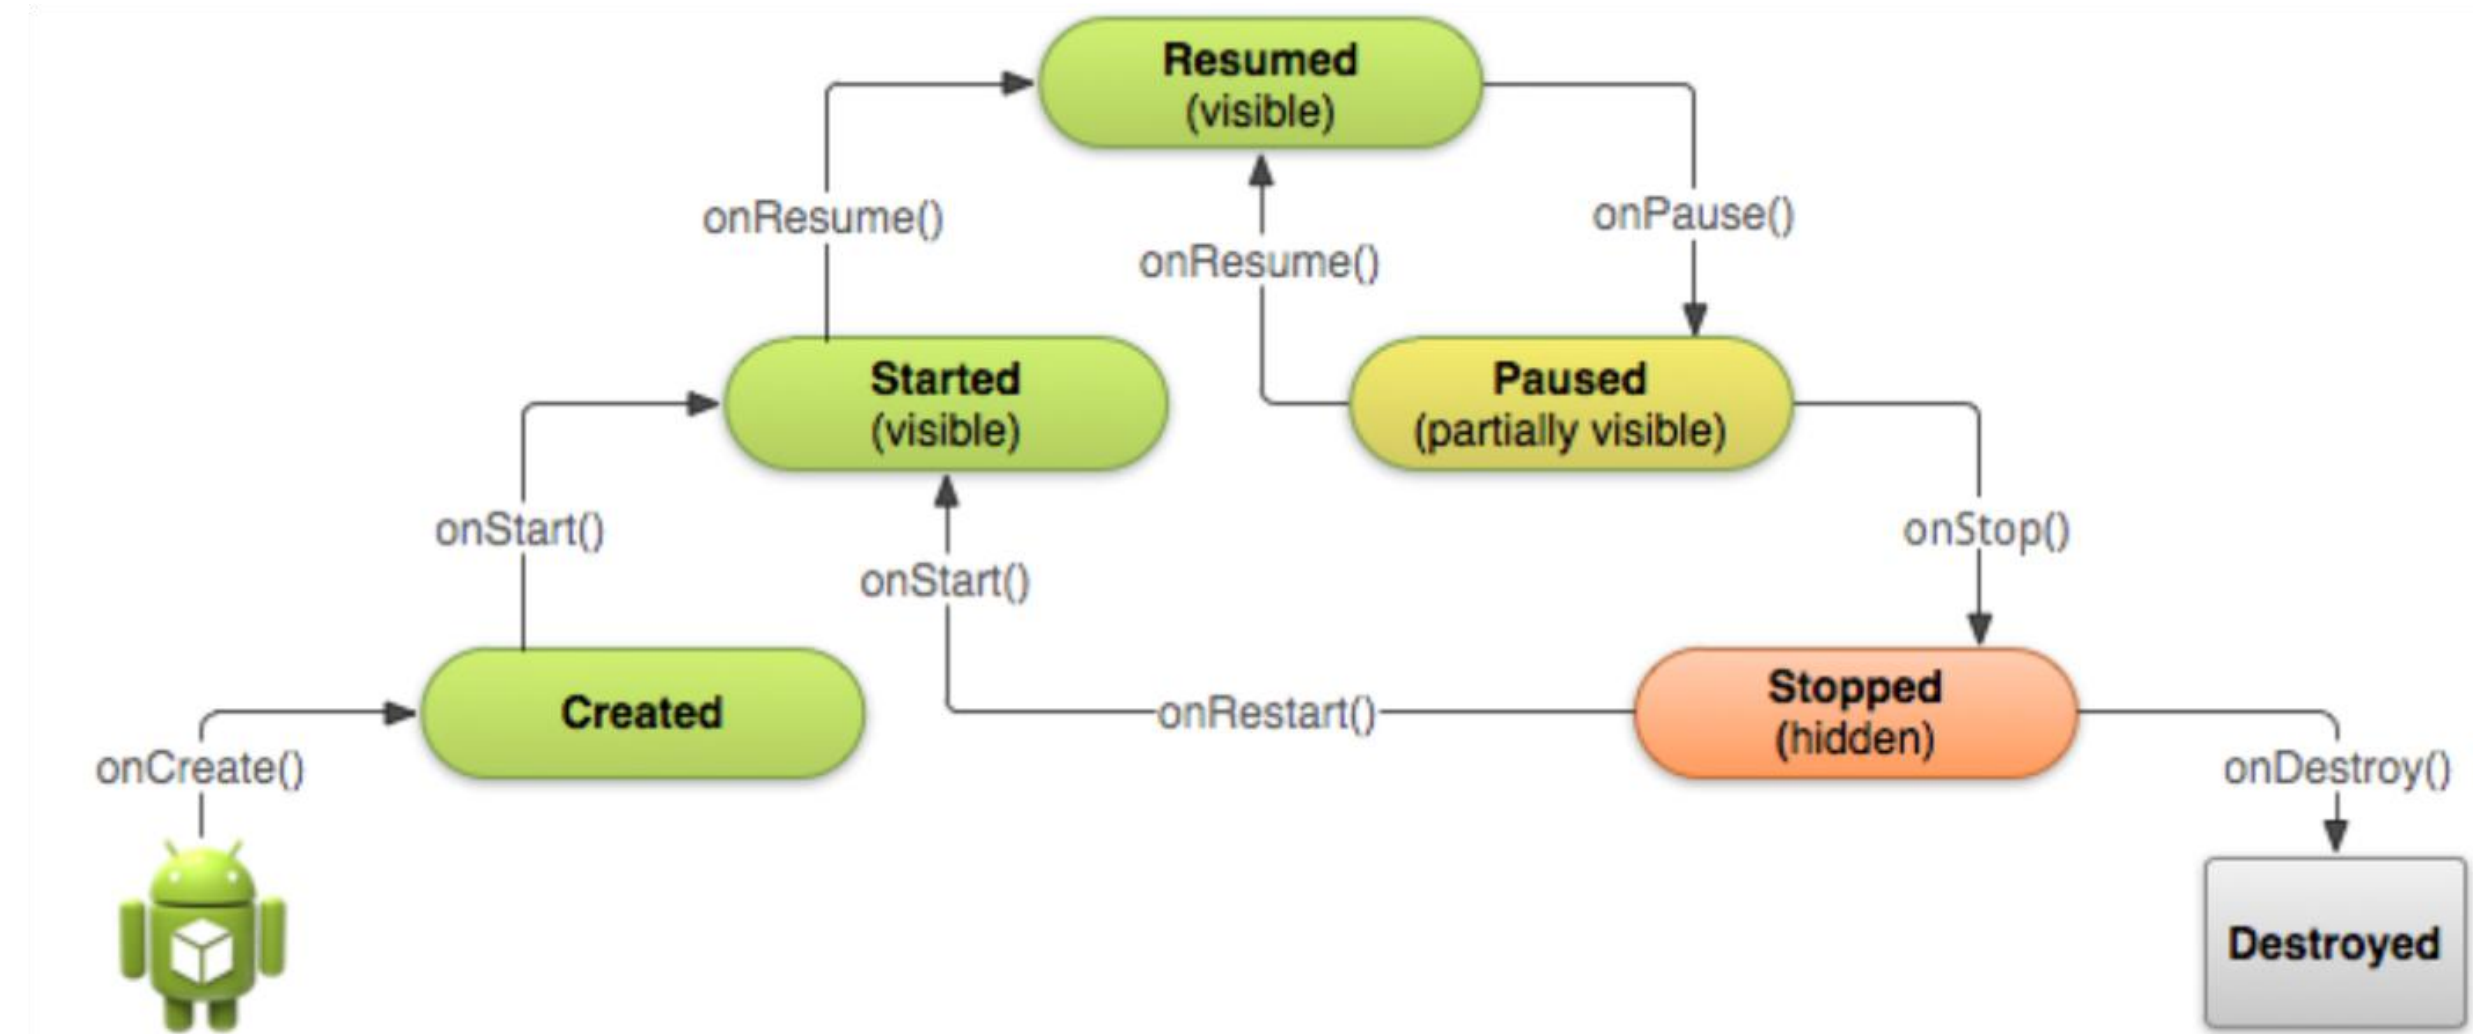 Resumed
(visible)
onResume()
onPause()
onResume()
Started
(visible)
Paused
(partially visible)
onStart()
onStop()
onStart()
Created
onRestart()
Stopped
(hidden)
onCreate()
onDestroy()
Destroyed